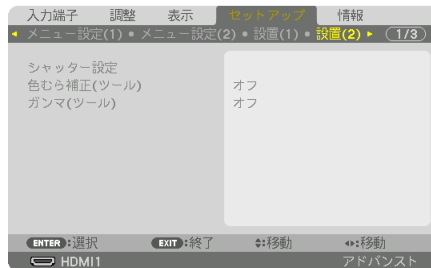 入力端子 調整 表示 セットアップ 情報
◂ メニュー設定(1) ● メニュー設定(2) ● 設置(1) ● 設置(2) ▸ 1/3
シャッター設定
色むら補正(ツール) オフ
ガンマ(ツール) オフ
ENTER:選択 EXIT:終了 :移動 :移動
HDMI1 アドバンスト